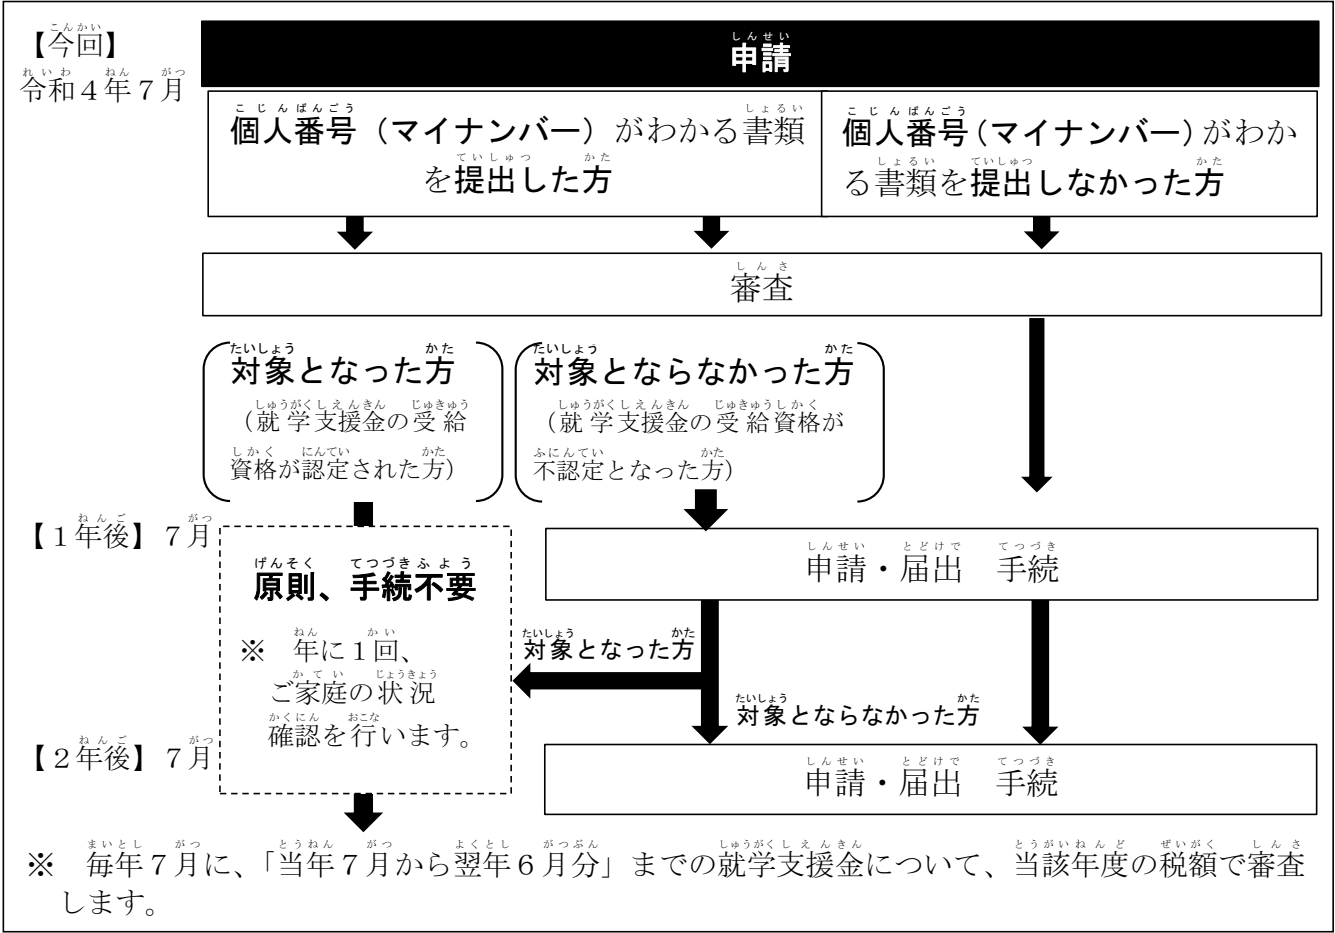 【今回】
令和４年７月
申請
個人番号（マイナンバー）がわかる書類
を提出した方
個人番号（マイナンバー）がわか
る書類を提出しなかった方
審査
対象となった方
（就学支援金の受給
資格が認定された方）
対象とならなかった方
（就学支援金の受給資格が
不認定となった方）
【１年後】７月
原則、手続不要
※　年に１回、
ご家庭の状況
確認を行います。
申請・届出　手続
対象となった方
対象とならなかった方
【２年後】７月
申請・届出　手続
※　毎年７月に、「当年７月から翌年６月分」までの就学支援金について、当該年度の税額で審査
します。